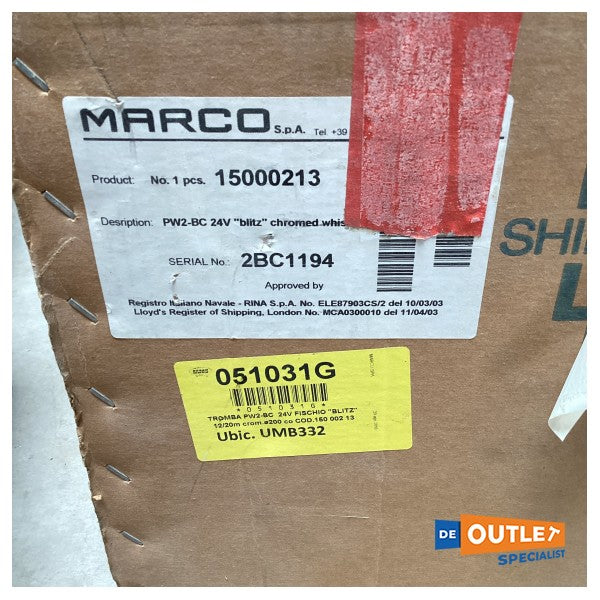 MARCO S.p.A. Tel +39
Product: No. 1 pcs. 15000213
Desription: PW2-BC 24V "blitz" chromed whis
SERIAL No.: 2BC1194
Approved by
Registro Italiano Navale - RINA S.p.A. No. ELE87903CS/2 del 10/03/03
Lloyd's Register of Shipping, London No. MCA0300010 del 11/04/03
SHI
051031G
*051031G*
TROMBA PW2-BC 24V FISCHIO "BLITZ"
12/20m crom.ø200 co COD.150 002 13
Ubic. UMB332
DE OUTLET
SPECIALIST